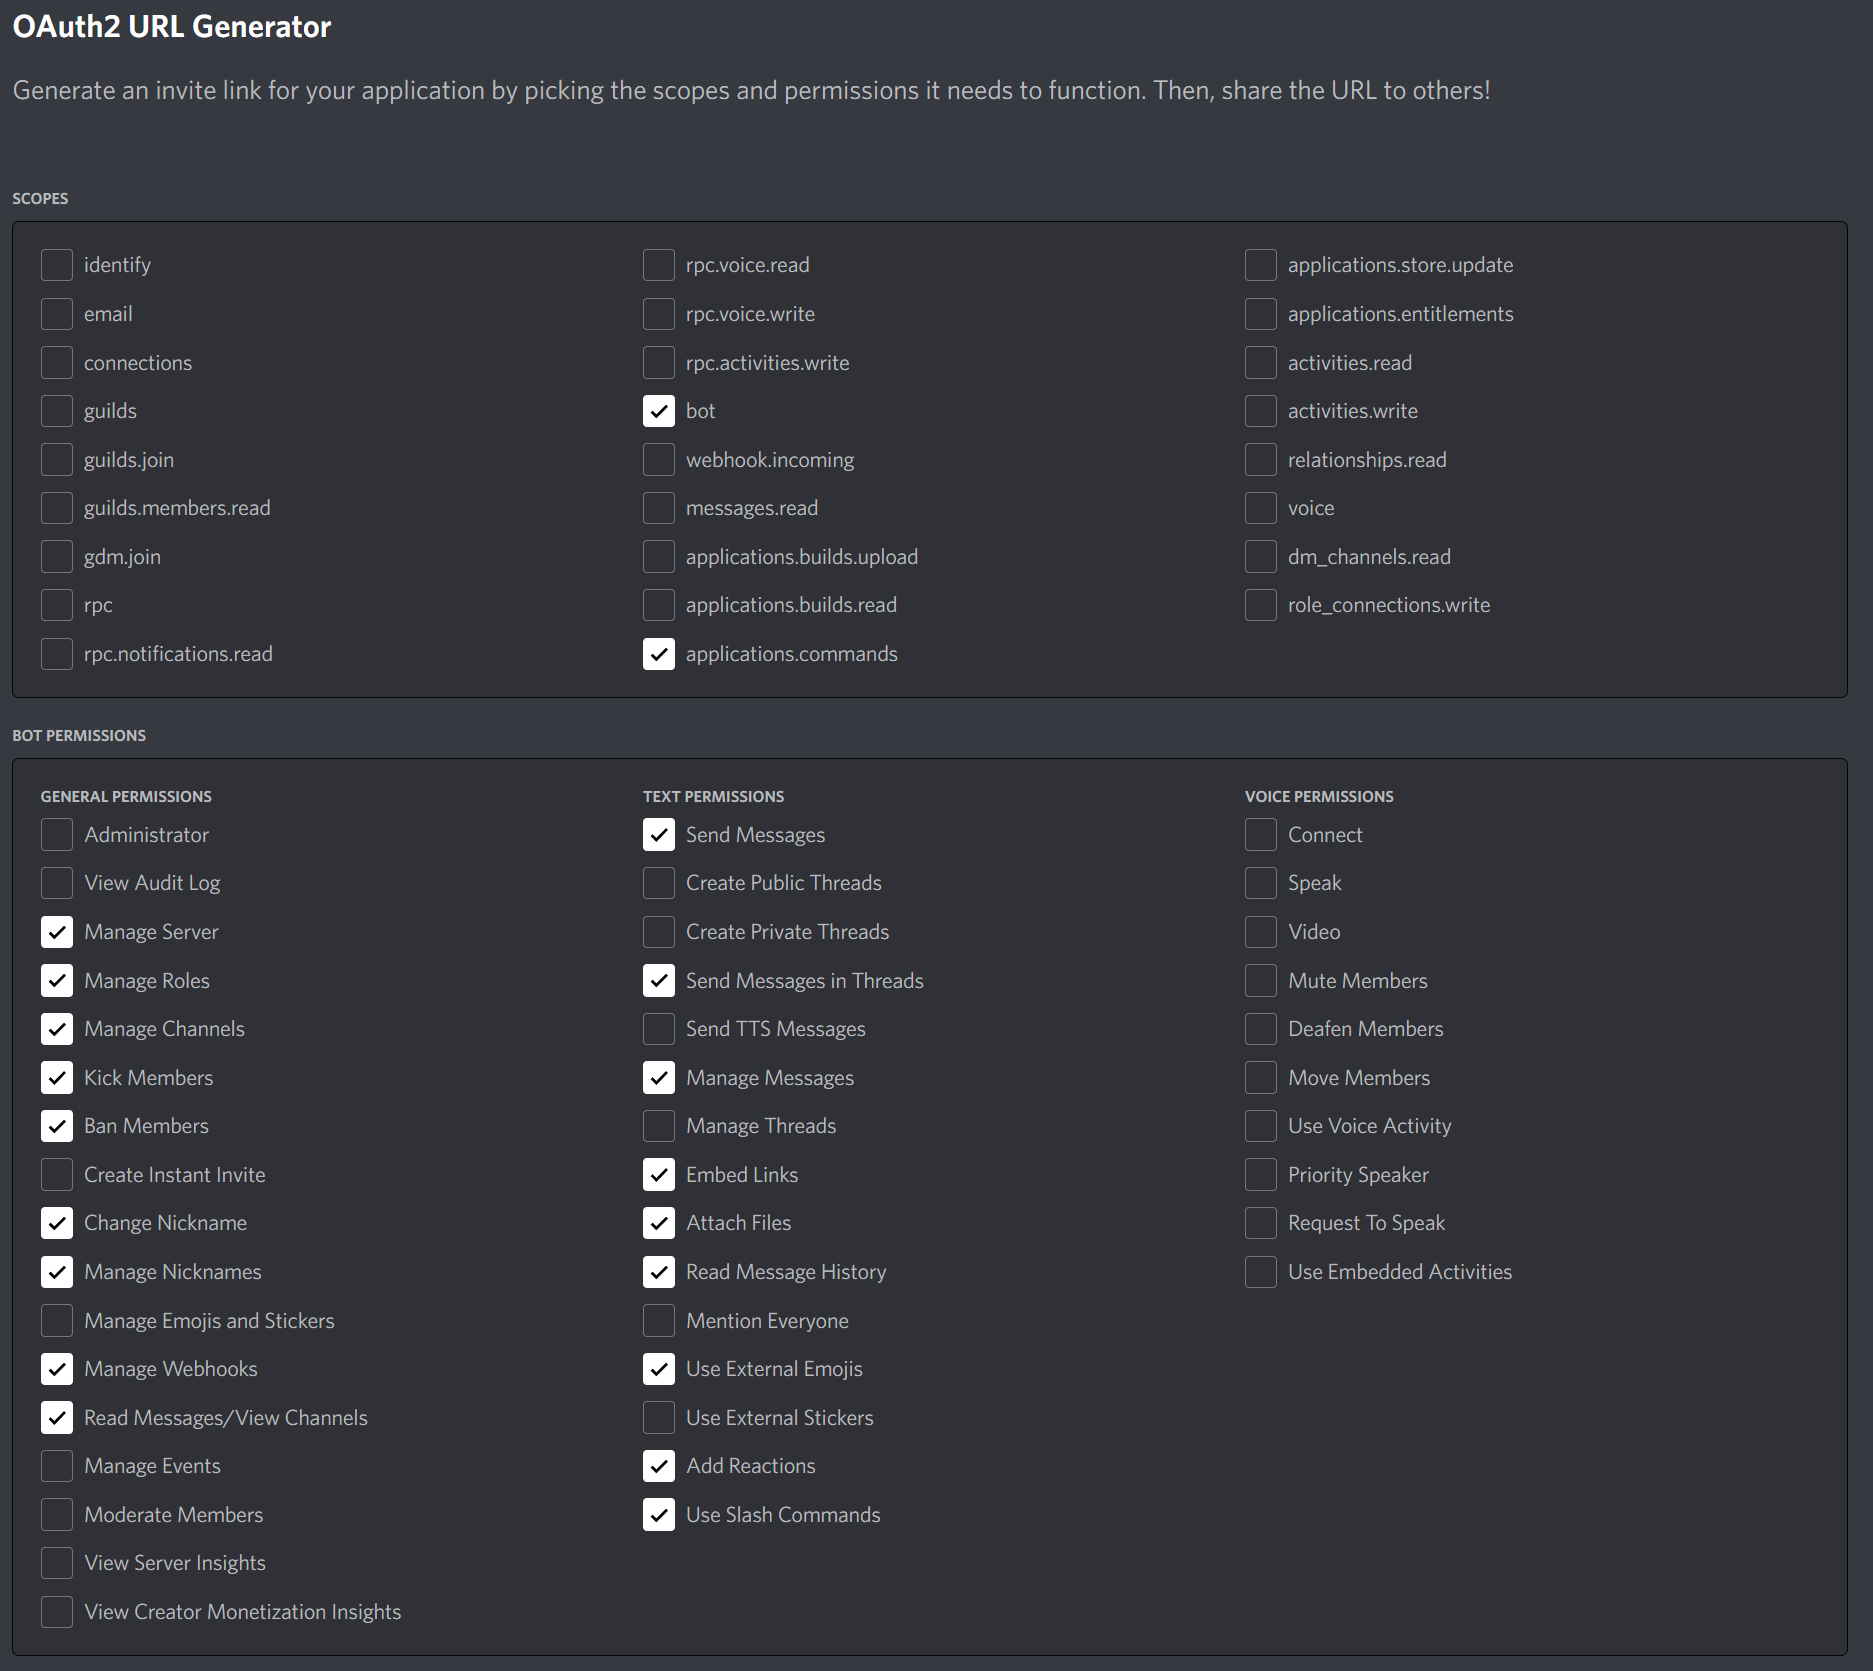 OAuth2 URL Generator
Generate an invite link for your application by picking the scopes and permissions it needs to function. Then, share the URL to others!
SCOPES
identify
email
connections
guilds
guilds.join
guilds.members.read
gdm.join
rpc
rpc.notifications.read
rpc.voice.read
rpc.voice.write
rpc.activities.write
bot
webhook.incoming
messages.read
applications.builds.upload
applications.builds.read
applications.commands
applications.store.update
applications.entitlements
activities.read
activities.write
relationships.read
voice
dm_channels.read
role_connections.write
BOT PERMISSIONS
GENERAL PERMISSIONS
Administrator
View Audit Log
Manage Server
Manage Roles
Manage Channels
Kick Members
Ban Members
Create Instant Invite
Change Nickname
Manage Nicknames
Manage Emojis and Stickers
Manage Webhooks
Read Messages/View Channels
Manage Events
Moderate Members
View Server Insights
View Creator Monetization Insights
TEXT PERMISSIONS
Send Messages
Create Public Threads
Create Private Threads
Send Messages in Threads
Send TTS Messages
Manage Messages
Manage Threads
Embed Links
Attach Files
Read Message History
Mention Everyone
Use External Emojis
Use External Stickers
Add Reactions
Use Slash Commands
VOICE PERMISSIONS
Connect
Speak
Video
Mute Members
Deafen Members
Move Members
Use Voice Activity
Priority Speaker
Request To Speak
Use Embedded Activities